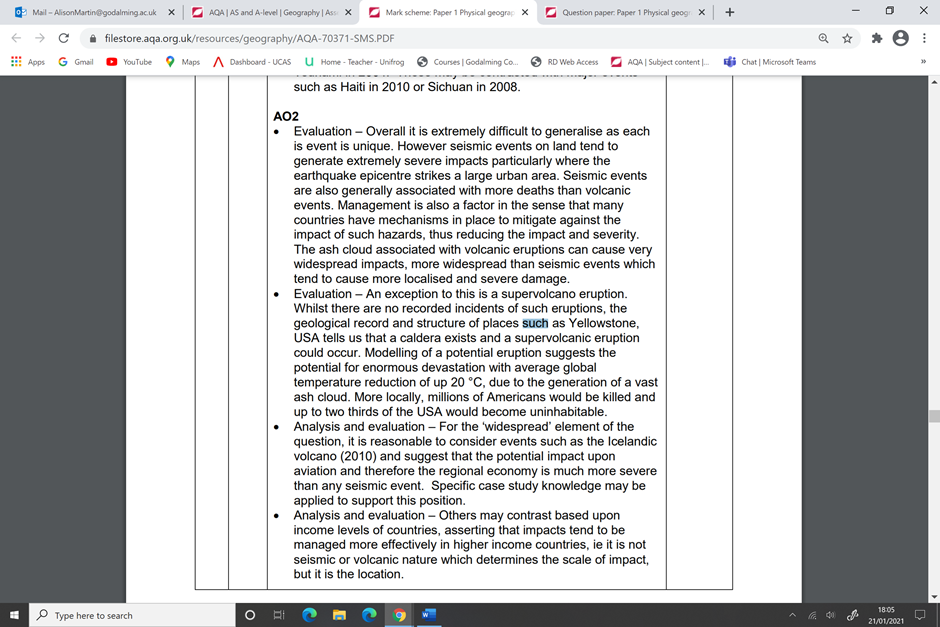 Mail – AlisonMartin@godalming.ac.uk
AQA | AS and A-level | Geography | Ass
Mark scheme: Paper 1 Physical geograp
Question paper: Paper 1 Physical geogr
filestore.aqa.org.uk/resources/geography/AQA-70371-SMS.PDF
Apps
Gmail
YouTube
Maps
Dashboard - UCAS
Home - Teacher - Unifrog
Courses | Godalming Co...
RD Web Access
AQA | Subject content |...
Chat | Microsoft Teams
such as Haiti in 2010 or Sichuan in 2008.
AO2
• Evaluation – Overall it is extremely difficult to generalise as each
is event is unique. However seismic events on land tend to
generate extremely severe impacts particularly where the
earthquake epicentre strikes a large urban area. Seismic events
are also generally associated with more deaths than volcanic
events. Management is also a factor in the sense that many
countries have mechanisms in place to mitigate against the
impact of such hazards, thus reducing the impact and severity.
The ash cloud associated with volcanic eruptions can cause very
widespread impacts, more widespread than seismic events which
tend to cause more localised and severe damage.
• Evaluation – An exception to this is a supervolcano eruption.
Whilst there are no recorded incidents of such eruptions, the
geological record and structure of places such as Yellowstone,
USA tells us that a caldera exists and a supervolcanic eruption
could occur. Modelling of a potential eruption suggests the
potential for enormous devastation with average global
temperature reduction of up 20 °C, due to the generation of a vast
ash cloud. More locally, millions of Americans would be killed and
up to two thirds of the USA would become uninhabitable.
• Analysis and evaluation – For the ‘widespread’ element of the
question, it is reasonable to consider events such as the Icelandic
volcano (2010) and suggest that the potential impact upon
aviation and therefore the regional economy is much more severe
than any seismic event. Specific case study knowledge may be
applied to support this position.
• Analysis and evaluation – Others may contrast based upon
income levels of countries, asserting that impacts tend to be
managed more effectively in higher income countries, ie it is not
seismic or volcanic nature which determines the scale of impact,
but it is the location.
Type here to search
18:05
21/01/2021